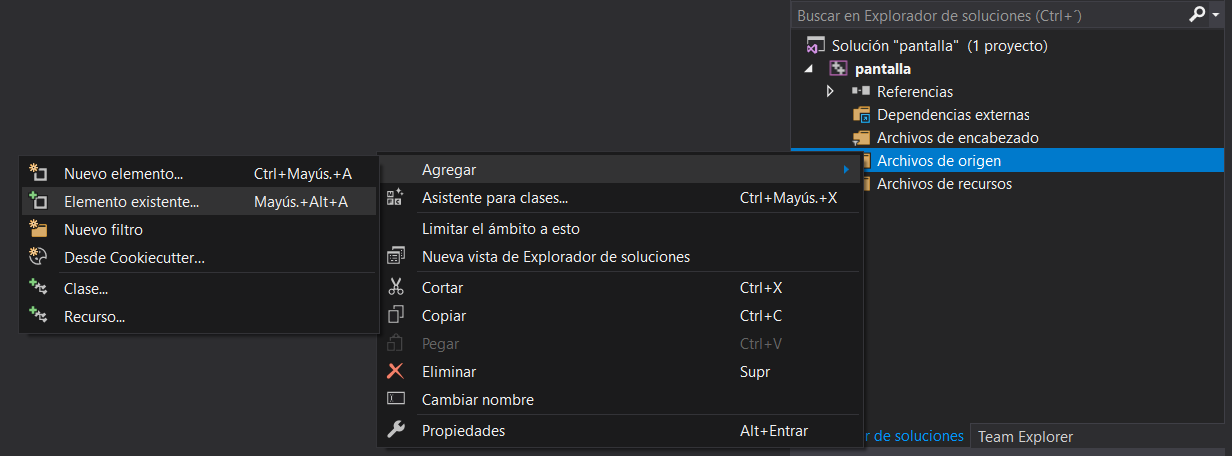 Buscar en Explorador de soluciones (Ctrl+´)
Solución "pantalla" (1 proyecto)
pantalla
Referencias
Dependencias externas
Archivos de encabezado
Archivos de origen
Archivos de recursos
Agregar
Asistente para clases... Ctrl+Mayús.+X
Limitar el ámbito a esto
Nueva vista de Explorador de soluciones
Cortar Ctrl+X
Copiar Ctrl+C
Pegar Ctrl+V
Eliminar Supr
Cambiar nombre
Propiedades Alt+Entrar
Nuevo elemento... Ctrl+Mayús.+A
Elemento existente... Mayús.+Alt+A
Nuevo filtro
Desde Cookiecutter...
Clase...
Recurso...
r de soluciones Team Explorer